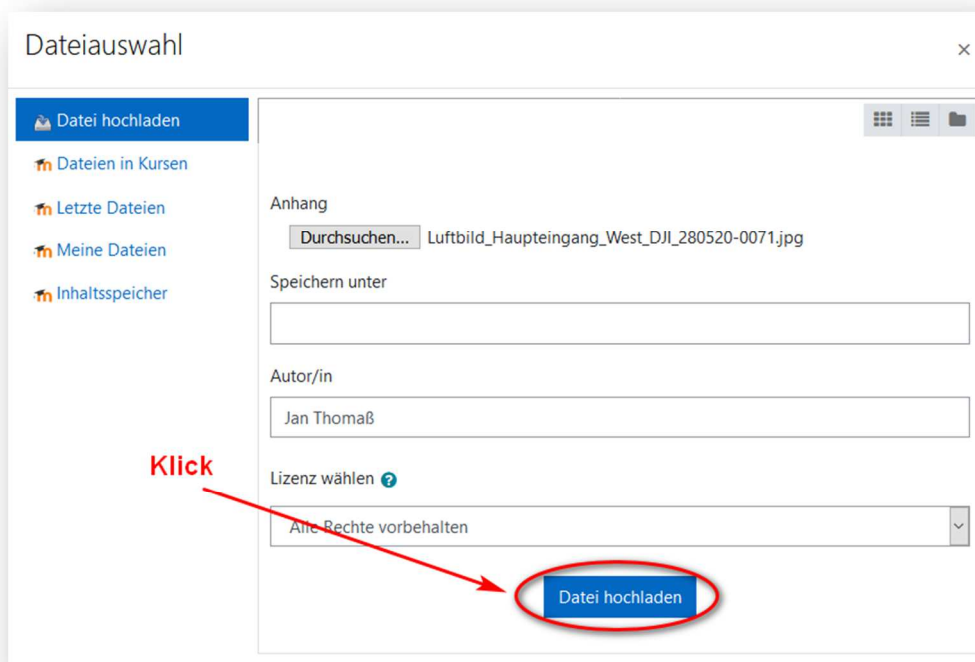 Dateiauswahl
×
Datei hochladen
Dateien in Kursen
Letzte Dateien
Meine Dateien
Inhaltsspeicher
Anhang
Durchsuchen... Luftbild_Haupteingang_West_DJI_280520-0071.jpg
Speichern unter
Autor/in
Jan Thomaß
Klick
Lizenz wählen ?
Alle Rechte vorbehalten
Datei hochladen